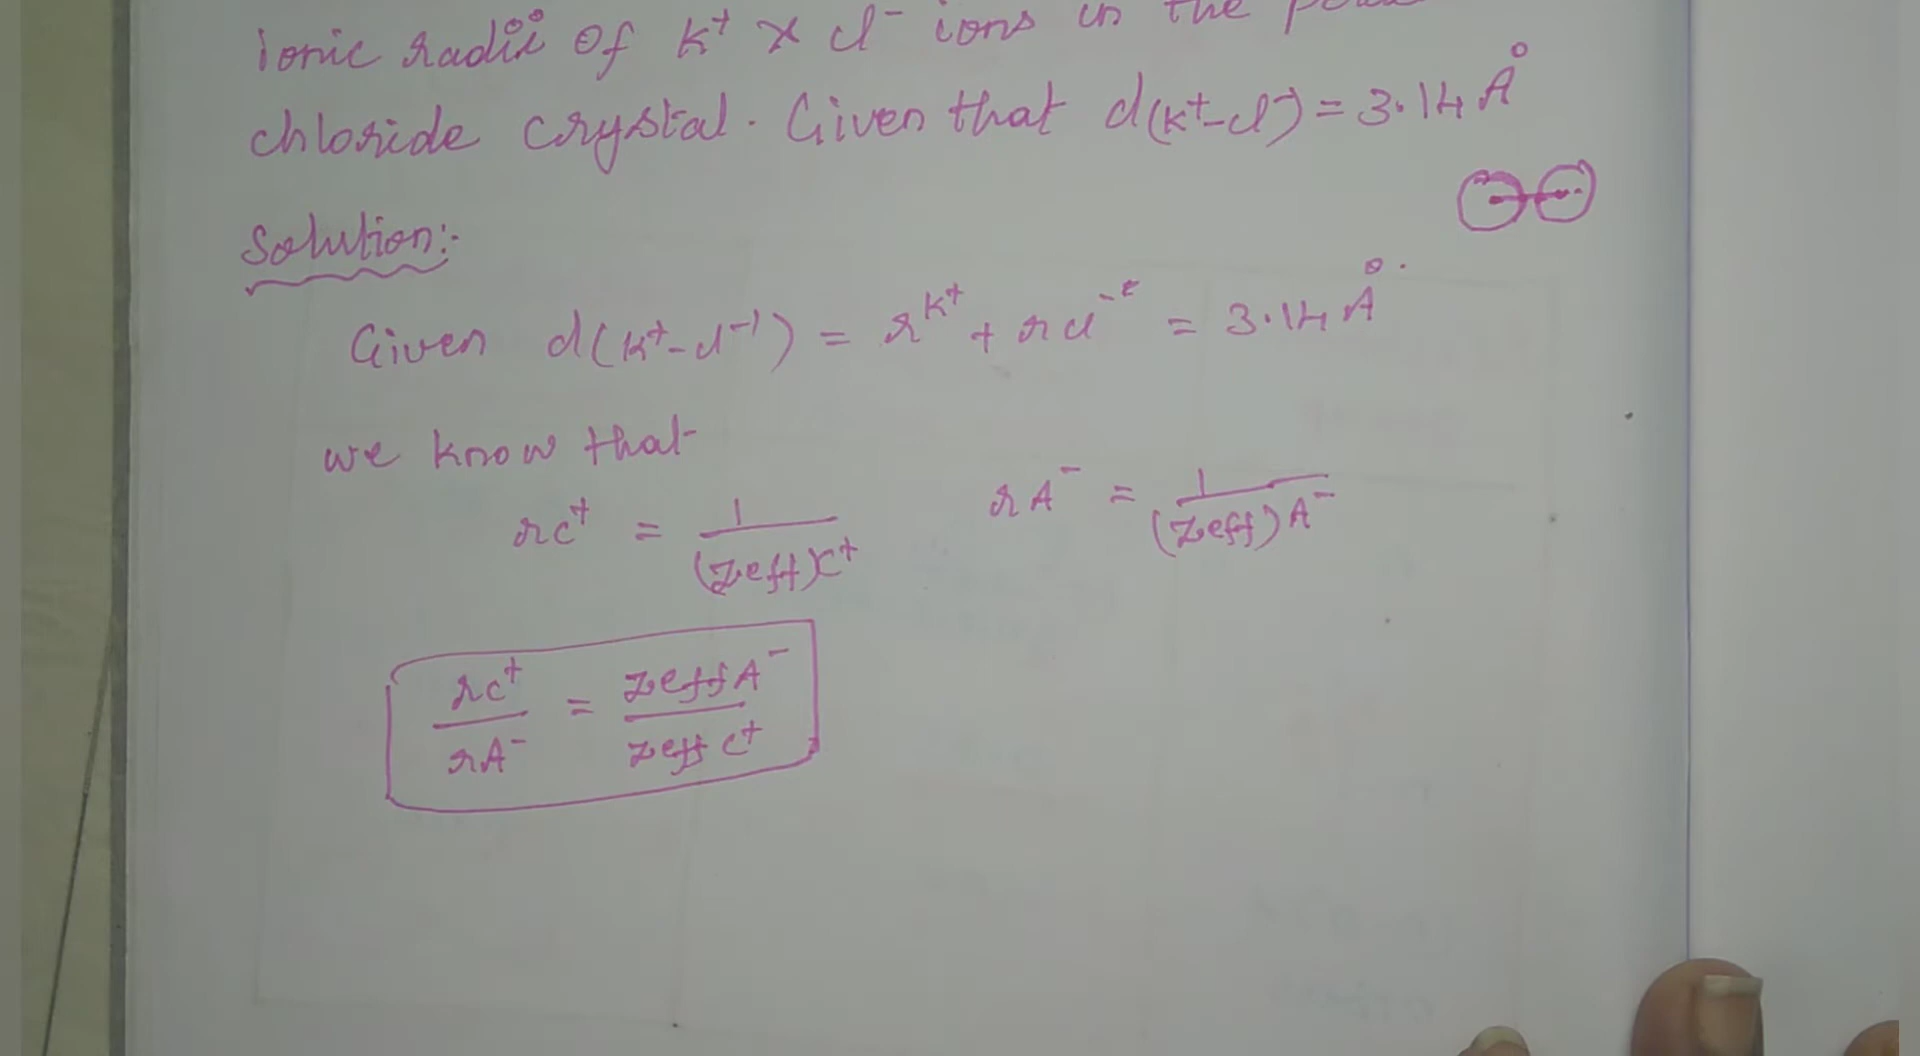 ionic radii of K+ & Cl- ions in the
chloride crystal. Given that d(K+-Cl-) = 3.14 Å
Solution:-
Given d(K+-Cl-1) = rK+ + rCl- = 3.14 Å
we know that
rC+ = 1/(Zeff)C+ rA- = 1/(Zeff)A-
rC+/rA- = ZeffA-/Zeff C+